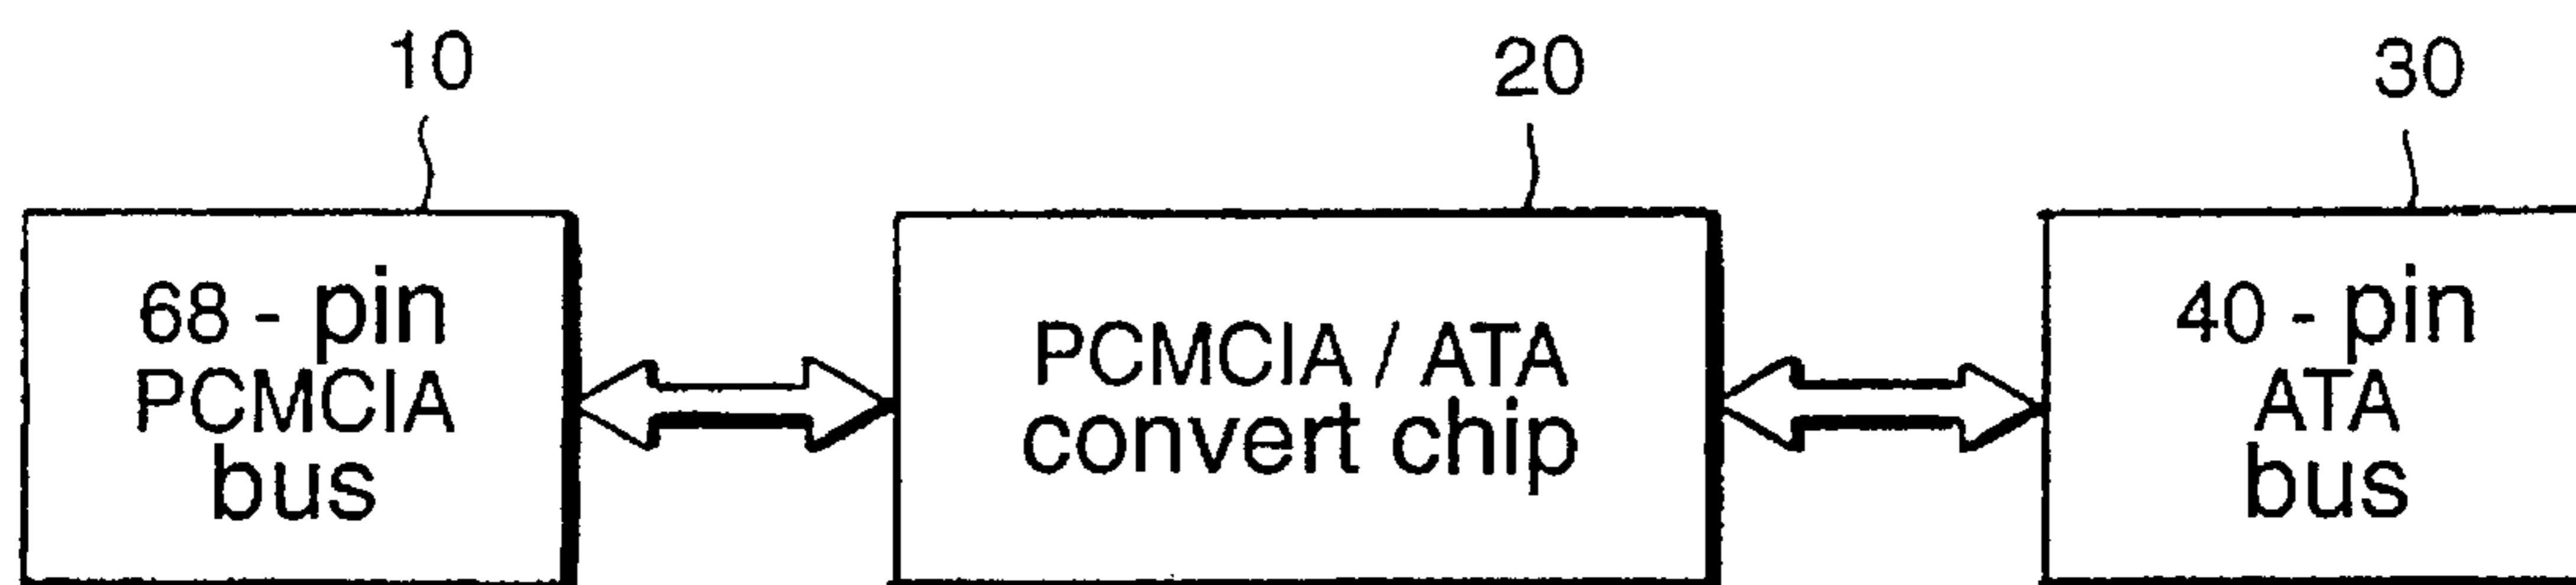 10
20
30
68 - pin
PCMCIA
bus
PCMCIA / ATA
convert chip
40 - pin
ATA
bus